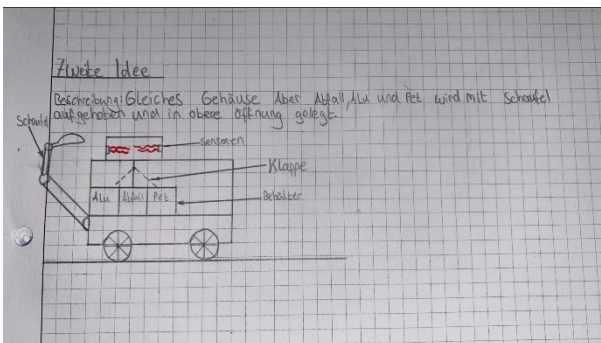 Zweite Idee
Beschreibung: Gleiches Gehäuse Aber Abfall, Alu und Pet wird mit Schaufel
aufgehoben und in obere öffnung gelegt.
Schaufel
Sensoren
Klappe
Alu Abfall Pet
Behälter